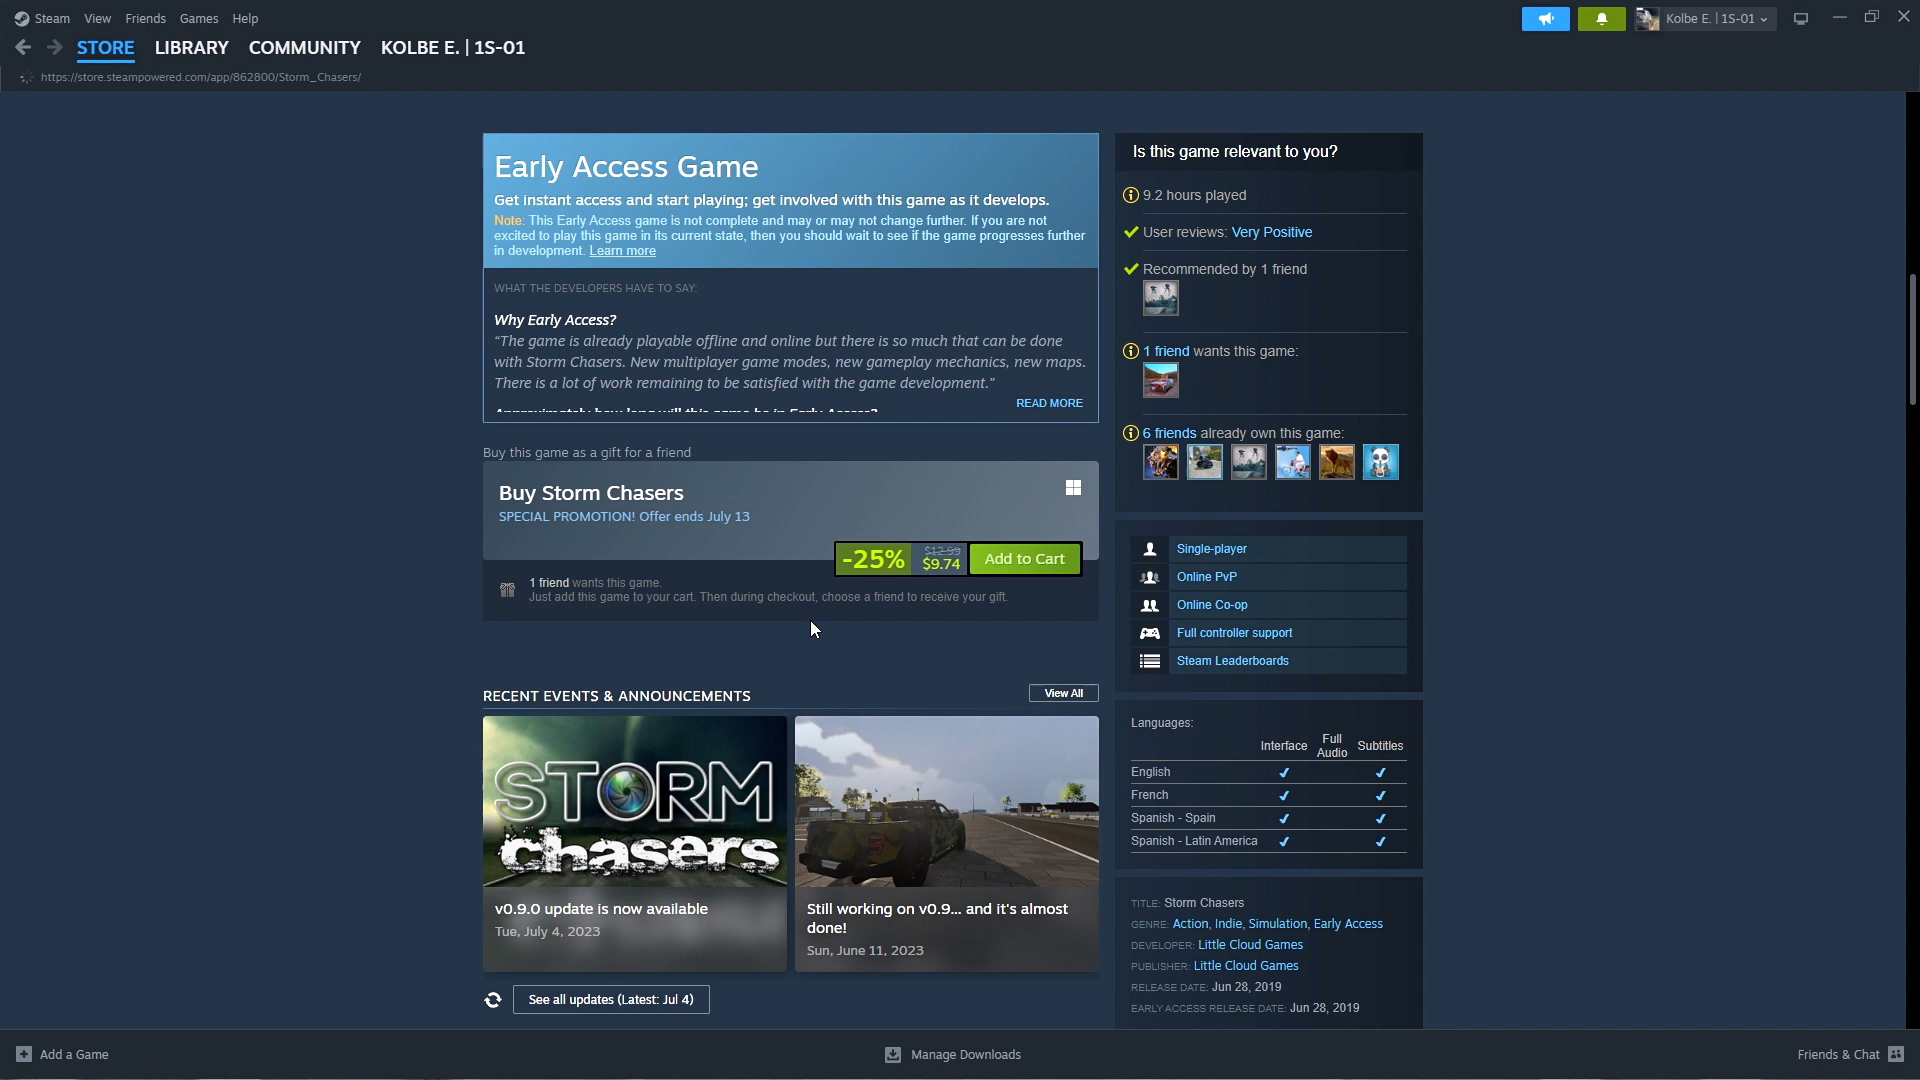 Steam View Friends Games Help
Kolbe E. | 1S-01
STORE LIBRARY COMMUNITY KOLBE E. | 1S-01
https://store.steampowered.com/app/862800/Storm_Chasers/
Early Access Game
Get instant access and start playing; get involved with this game as it develops.
Note: This Early Access game is not complete and may or may not change further. If you are not
excited to play this game in its current state, then you should wait to see if the game progresses further
in development. Learn more
WHAT THE DEVELOPERS HAVE TO SAY:
Why Early Access?
“The game is already playable offline and online but there is so much that can be done
with Storm Chasers. New multiplayer game modes, new gameplay mechanics, new maps.
There is a lot of work remaining to be satisfied with the game development.”
Approximately how long will this game be in Early Access?
READ MORE
Buy this game as a gift for a friend
Buy Storm Chasers
SPECIAL PROMOTION! Offer ends July 13
-25%
$12.99
$9.74
Add to Cart
1 friend wants this game.
Just add this game to your cart. Then during checkout, choose a friend to receive your gift.
RECENT EVENTS & ANNOUNCEMENTS
View All
STORM
chasers
v0.9.0 update is now available
Tue, July 4, 2023
Still working on v0.9... and it's almost
done!
Sun, June 11, 2023
See all updates (Latest: Jul 4)
Is this game relevant to you?
9.2 hours played
User reviews: Very Positive
Recommended by 1 friend
1 friend wants this game:
6 friends already own this game:
Single-player
Online PvP
Online Co-op
Full controller support
Steam Leaderboards
Languages:
Interface Full Audio Subtitles
English ✔ ✔
French ✔ ✔
Spanish - Spain ✔ ✔
Spanish - Latin America ✔ ✔
TITLE: Storm Chasers
GENRE: Action, Indie, Simulation, Early Access
DEVELOPER: Little Cloud Games
PUBLISHER: Little Cloud Games
RELEASE DATE: Jun 28, 2019
EARLY ACCESS RELEASE DATE: Jun 28, 2019
Add a Game
Manage Downloads
Friends & Chat